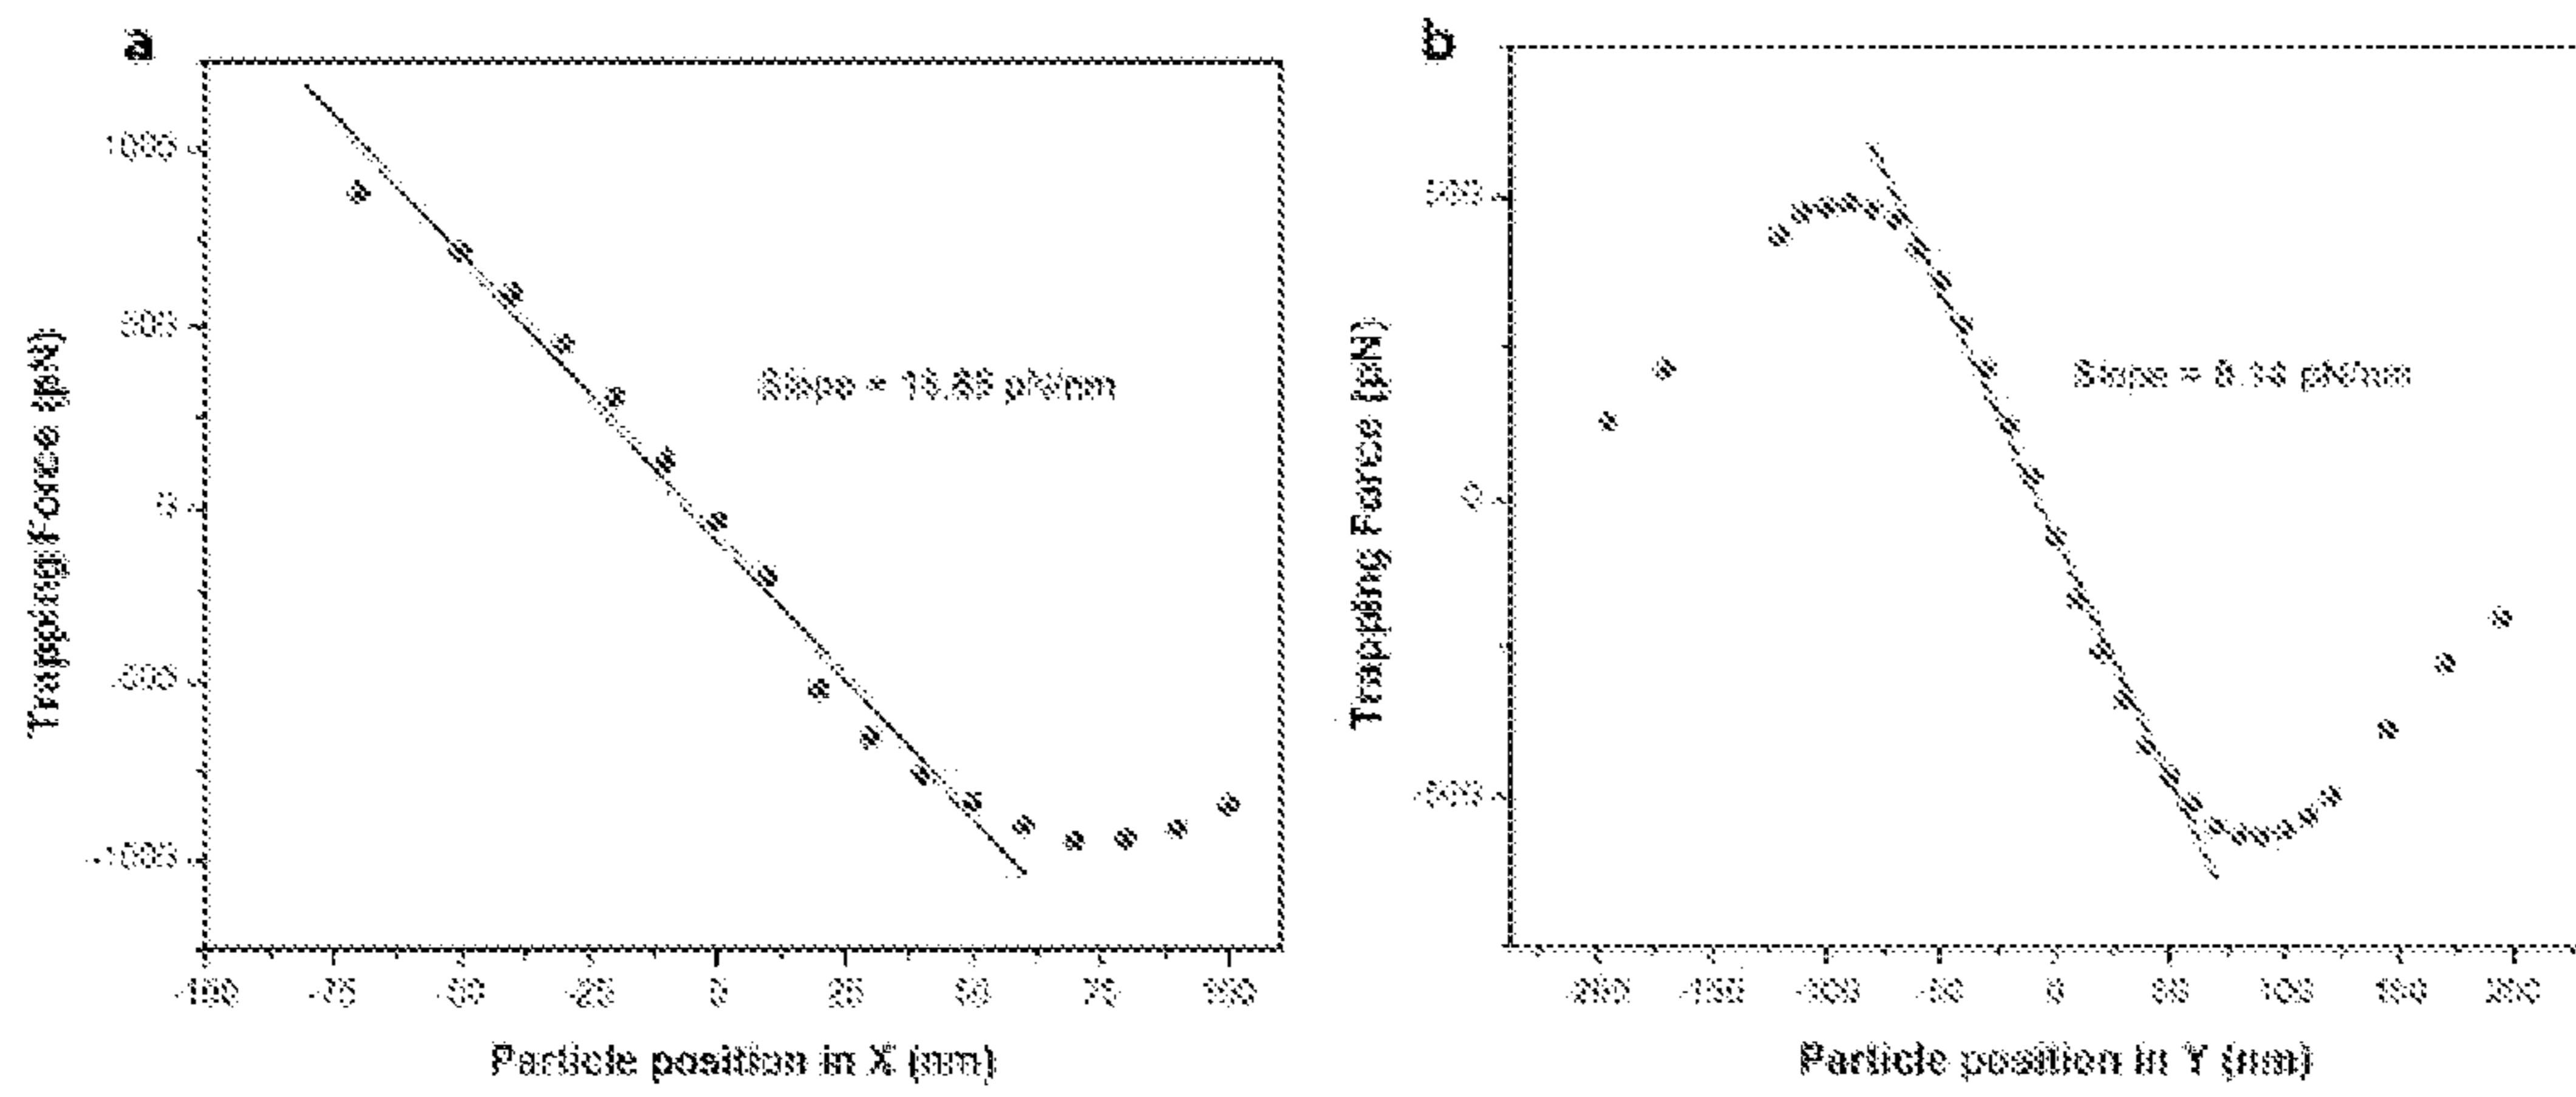 a
1000
500
0
-500
-1000
Trapping Force (pN)
-100 -75 -50 -25 0 25 50 75 100
Particle position in X (nm)
b
500
0
-500
Trapping Force (pN)
Slope = pN/nm
Slope = pN/nm
-200 -150 -100 -50 0 50 100 150 200
Particle position in Y (nm)